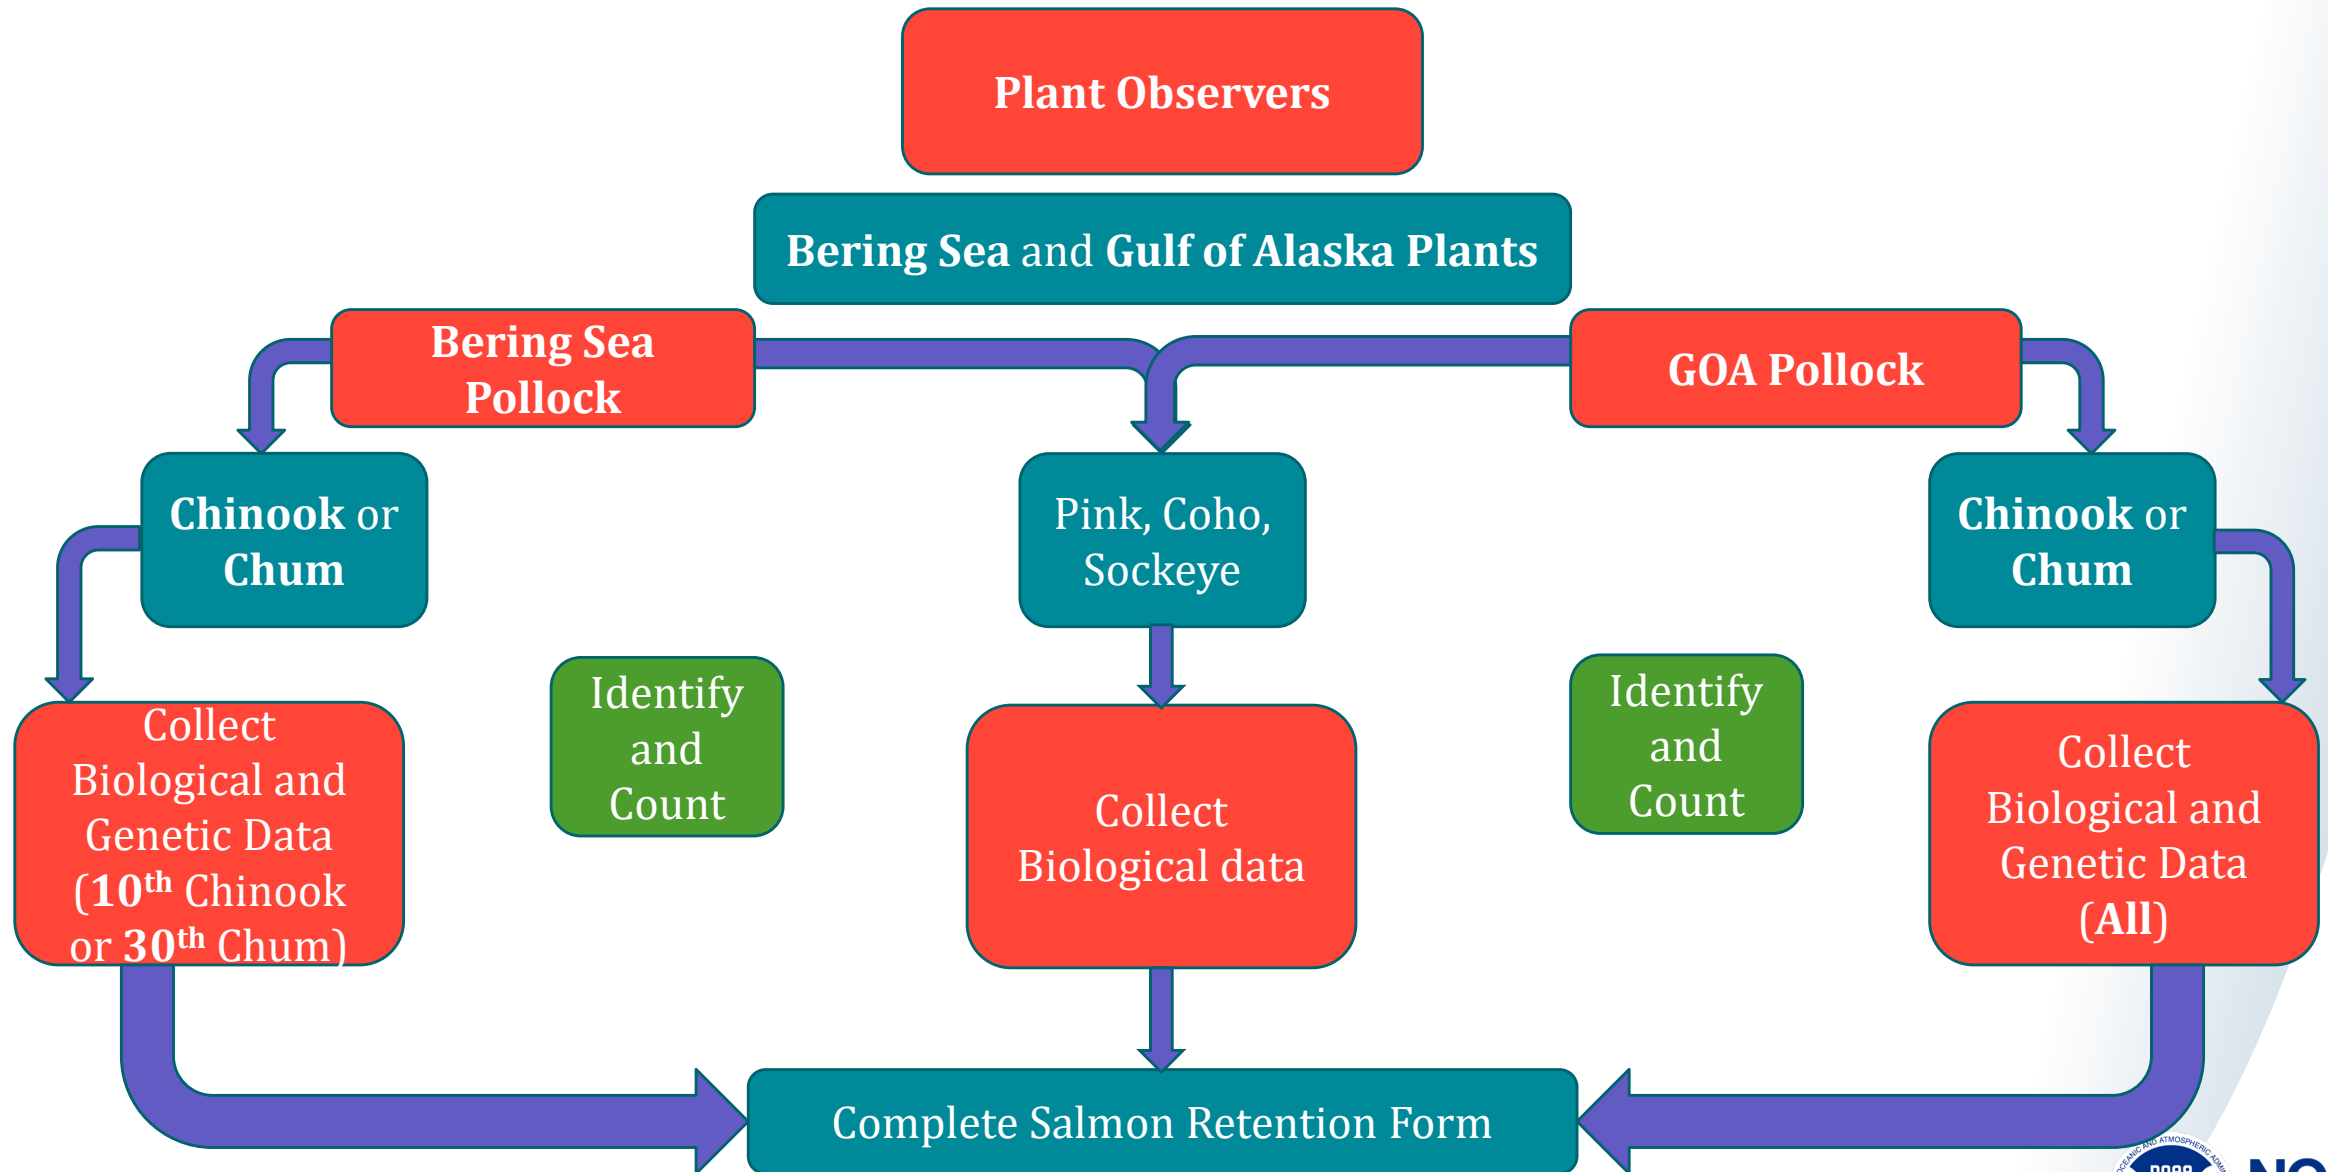 Plant Observers
Bering Sea and Gulf of Alaska Plants
Bering Sea
Pollock
GOA Pollock
Chinook or
Chum
Pink, Coho,
Sockeye
Chinook or
Chum
Identify
and
Count
Identify
and
Count
Collect
Biological and
Genetic Data
(10th Chinook
or 30th Chum)
Collect
Biological data
Collect
Biological and
Genetic Data
(All)
Complete Salmon Retention Form